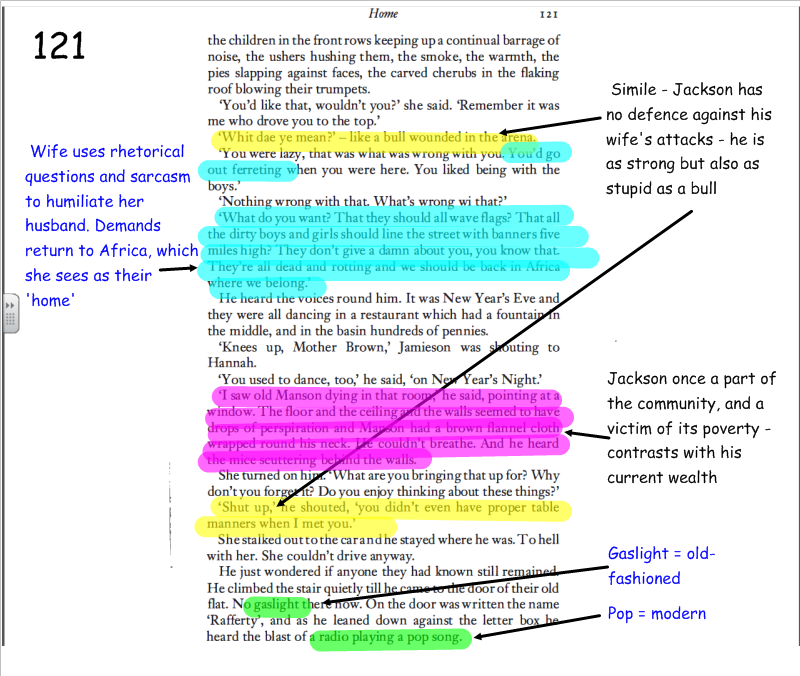 Home 121
121
the children in the front rows keeping up a continual barrage of
noise, the ushers hushing them, the smoke, the warmth, the
pies slapping against faces, the carved cherubs in the flaking
roof blowing their trumpets.
‘You'd like that, wouldn't you?’ she said. ‘Remember it was
me who drove you to the top.’
‘Whit dae ye mean?’ – like a bull wounded in the arena.
‘You were lazy, that was what was wrong with you. You'd go
out ferreting when you were here. You liked being with the
boys.’
‘Nothing wrong with that. What's wrong wi that?’
‘What do you want? That they should all wave flags? That all
the dirty boys and girls should line the street with banners five
miles high? They don't give a damn about you, you know that.
They're all dead and rotting and we should be back in Africa
where we belong.’
He heard the voices round him. It was New Year's Eve and
they were all dancing in a restaurant which had a fountain in
the middle, and in the basin hundreds of pennies.
‘Knees up, Mother Brown,’ Jamieson was shouting to
Hannah.
‘You used to dance, too,’ he said, ‘on New Year's Night.’
‘I saw old Manson dying in that room,’ he said, pointing at a
window. The floor and the ceiling and the walls seemed to have
drops of perspiration and Manson had a brown flannel cloth
wrapped round his neck. He couldn't breathe. And he heard
the mice scuttering behind the walls.
She turned on him. ‘What are you bringing that up for? Why
don't you forget it? Do you enjoy thinking about these things?’
‘Shut up,’ he shouted, ‘you didn't even have proper table
manners when I met you.’
She stalked out to the car and he stayed where he was. To hell
with her. She couldn't drive anyway.
He just wondered if anyone they had known still remained.
He climbed the stair quietly till he came to the door of their old
flat. No gaslight there now. On the door was written the name
‘Rafferty’, and as he leaned down against the letter box he
heard the blast of a radio playing a pop song.
Wife uses rhetorical
questions and sarcasm
to humiliate her
husband. Demands
return to Africa, which
she sees as their
'home'
Simile - Jackson has
no defence against his
wife's attacks - he is
as strong but also as
stupid as a bull
Jackson once a part of
the community, and a
victim of its poverty -
contrasts with his
current wealth
Gaslight = old-
fashioned
Pop = modern